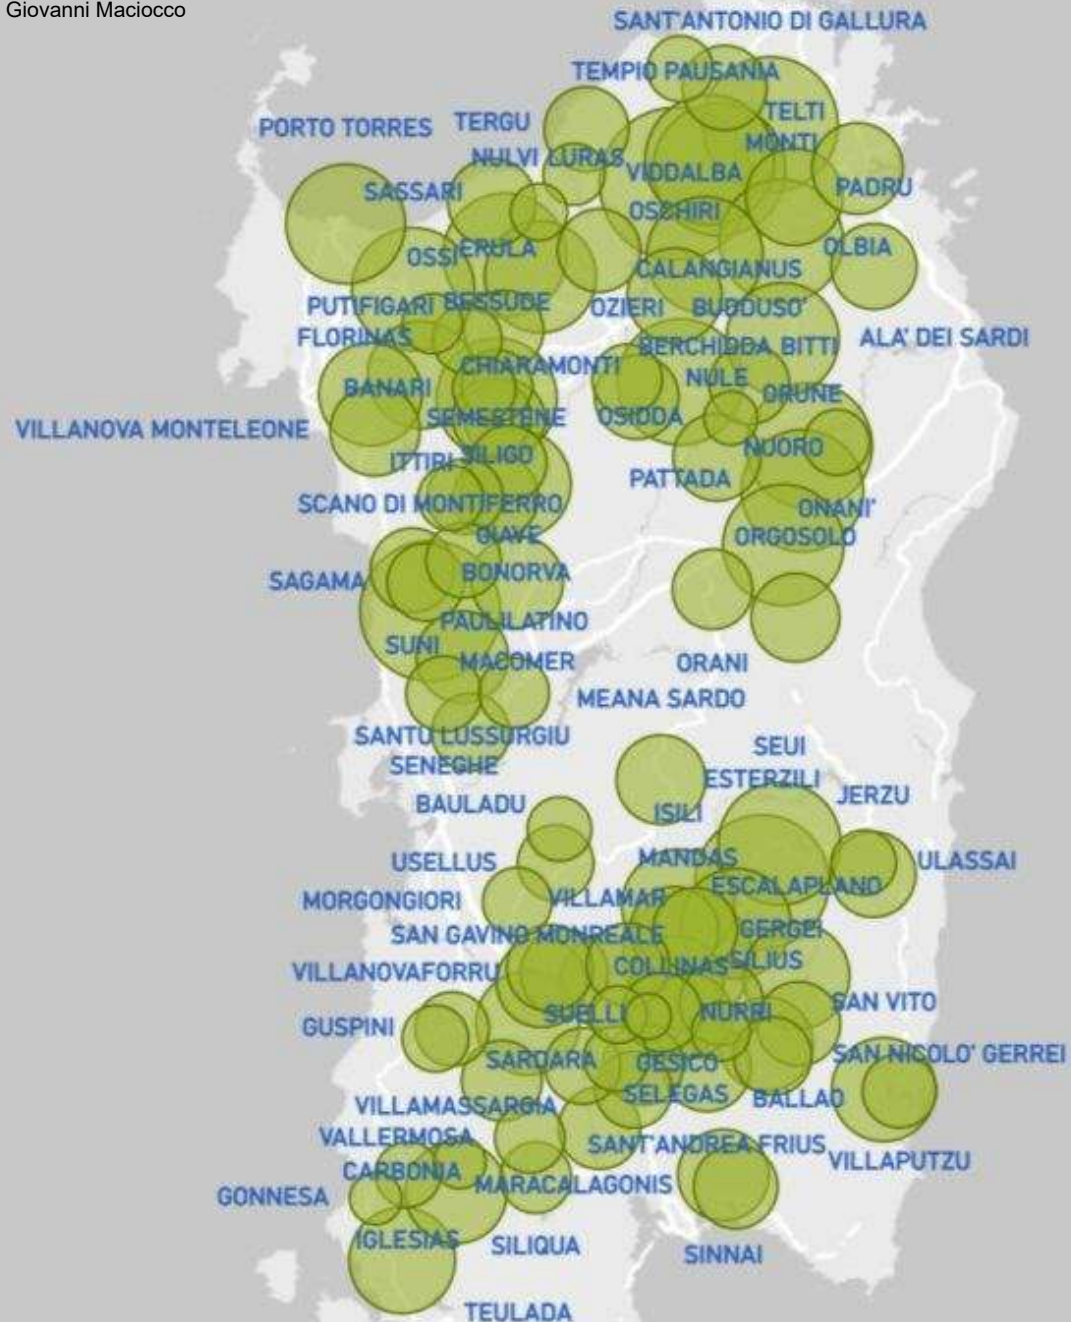 Giovanni Maciocco
SANT'ANTONIO DI GALLURA
TEMPIO PAUSANIA
TELTI
PORTO TORRES
TERGU
MONTI
NULVI
LURAS
VIDDALBA
SASSARI
PADRU
OSCHIRI
ERULA
OLBIA
OSSI
CALANGIANUS
PUTIFIGARI
BESSUDE
OZIERI
BUDDUSO'
FLORINAS
ALA' DEI SARDI
BERCHIDDA
BITTI
CHIARAMONTI
NULE
BANARI
ORUNE
VILLANOVA MONTELEONE
SEMESTENE
OSIDDA
NUORO
ITTIRI
SILIGO
PATTADA
SCANO DI MONTIFERRO
ONANI'
GIAVE
ORGOSOLO
SAGAMA
BONORVA
PAULILATINO
SUNI
MACOMER
ORANI
MEANA SARDO
SANTU LUSSURGIU
SEUI
SENEGHE
ESTERZILI
JERZU
BAULADU
ISILI
USELLUS
MANDAS
ULASSAI
MORGONGIORI
VILLAMAR
ESCALAPLANO
SAN GAVINO MONREALE
GERGEI
VILLANOVAFORRU
COLLINAS
SILIUS
SAN VITO
GUSPINI
SUELLI
NURRI
SARDARA
GESICO
SAN NICOLO' GERREI
SELEGAS
BALLAO
VILLAMASSARGIA
VALLERMOSA
SANT'ANDREA FRIUS
VILLAPUTZU
CARBONIA
MARACALAGONIS
GONNESA
IGLESIAS
SILIQUA
SINNAI
TEULADA